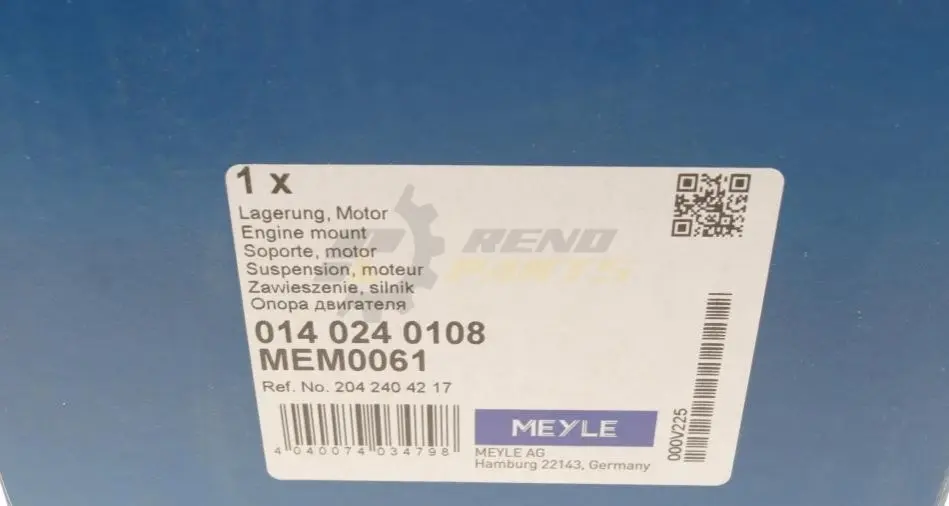 1 x
Lagerung, Motor
Engine mount
Soporte, motor
Suspension, moteur
Zawieszenie, silnik
Опора двигателя
REND
PARTS
014 024 0108
MEM0061
Ref. No. 204 240 42 17
4 040074 034798
MEYLE
MEYLE AG
Hamburg 22143, Germany
000V225